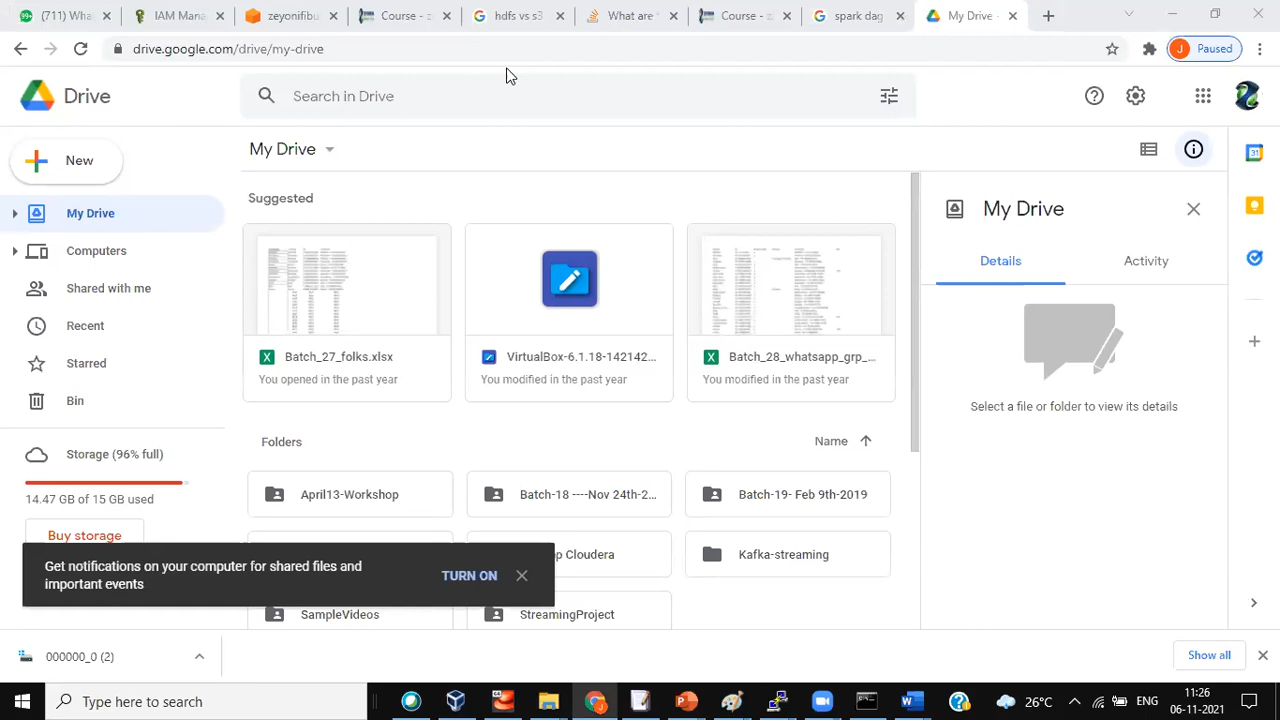 (711) Wha
IAM Mana
zeyonifibu
Course - z
hdfs vs s3
What are
Course -
spark dag
My Drive -
drive.google.com/drive/my-drive
J
Paused
Drive
Search in Drive
New
My Drive
My Drive
Computers
Shared with me
Recent
Starred
Bin
Storage (96% full)
14.47 GB of 15 GB used
Buy storage
Suggested
Batch_27_folks.xlsx
You opened in the past year
VirtualBox-6.1.18-142142...
You modified in the past year
Batch_28_whatsapp_grp_...
You modified in the past year
Folders
Name
April13-Workshop
Batch-18 ----Nov 24th-2...
Batch-19- Feb 9th-2019
p Cloudera
Kafka-streaming
SampleVideos
StreamingProject
My Drive
Details
Activity
Select a file or folder to view its details
31
Get notifications on your computer for shared files and
important events
TURN ON
000000_0 (2)
Show all
Type here to search
26°C
ENG
11:26
06-11-2021